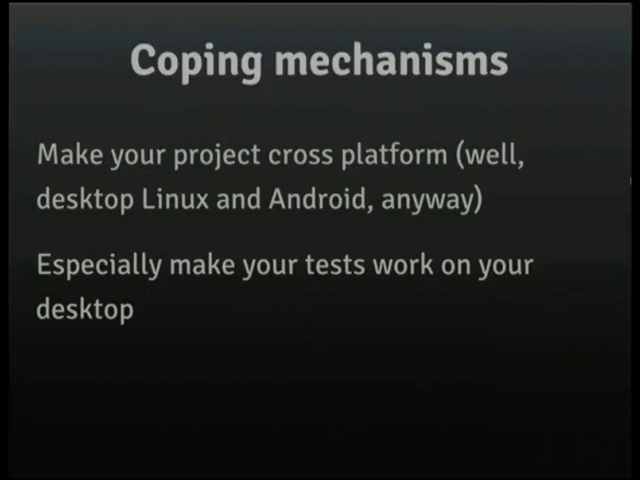 Coping mechanisms
Make your project cross platform (well,
desktop Linux and Android, anyway)
Especially make your tests work on your
desktop